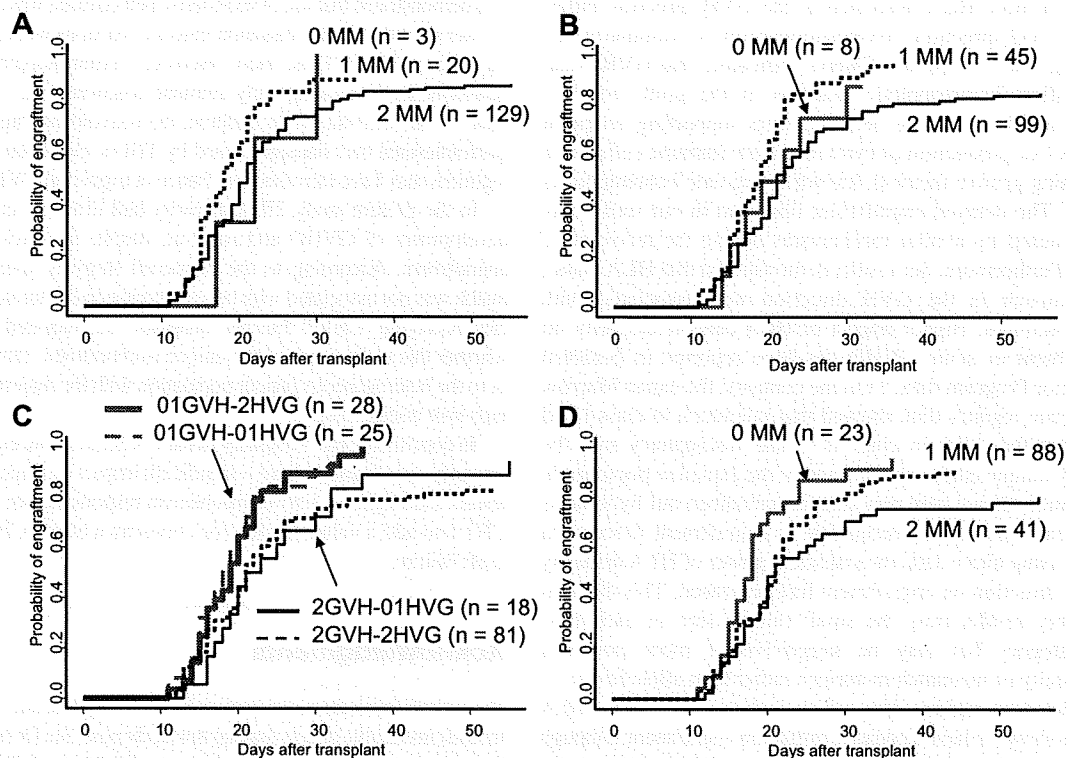 A
0 MM (n = 3)
1 MM (n = 20)
2 MM (n = 129)
Probability of engraftment
0.0 0.2 0.4 0.6 0.8 1.0
0 10 20 30 40 50
Days after transplant
B
0 MM (n = 8)
1 MM (n = 45)
2 MM (n = 99)
Probability of engraftment
0.0 0.2 0.4 0.6 0.8 1.0
0 10 20 30 40 50
Days after transplant
C
01GVH-2HVG (n = 28)
01GVH-01HVG (n = 25)
2GVH-01HVG (n = 18)
2GVH-2HVG (n = 81)
Probability of engraftment
0.0 0.2 0.4 0.6 0.8 1.0
0 10 20 30 40 50
Days after transplant
D
0 MM (n = 23)
1 MM (n = 88)
2 MM (n = 41)
Probability of engraftment
0.0 0.2 0.4 0.6 0.8 1.0
0 10 20 30 40 50
Days after transplant